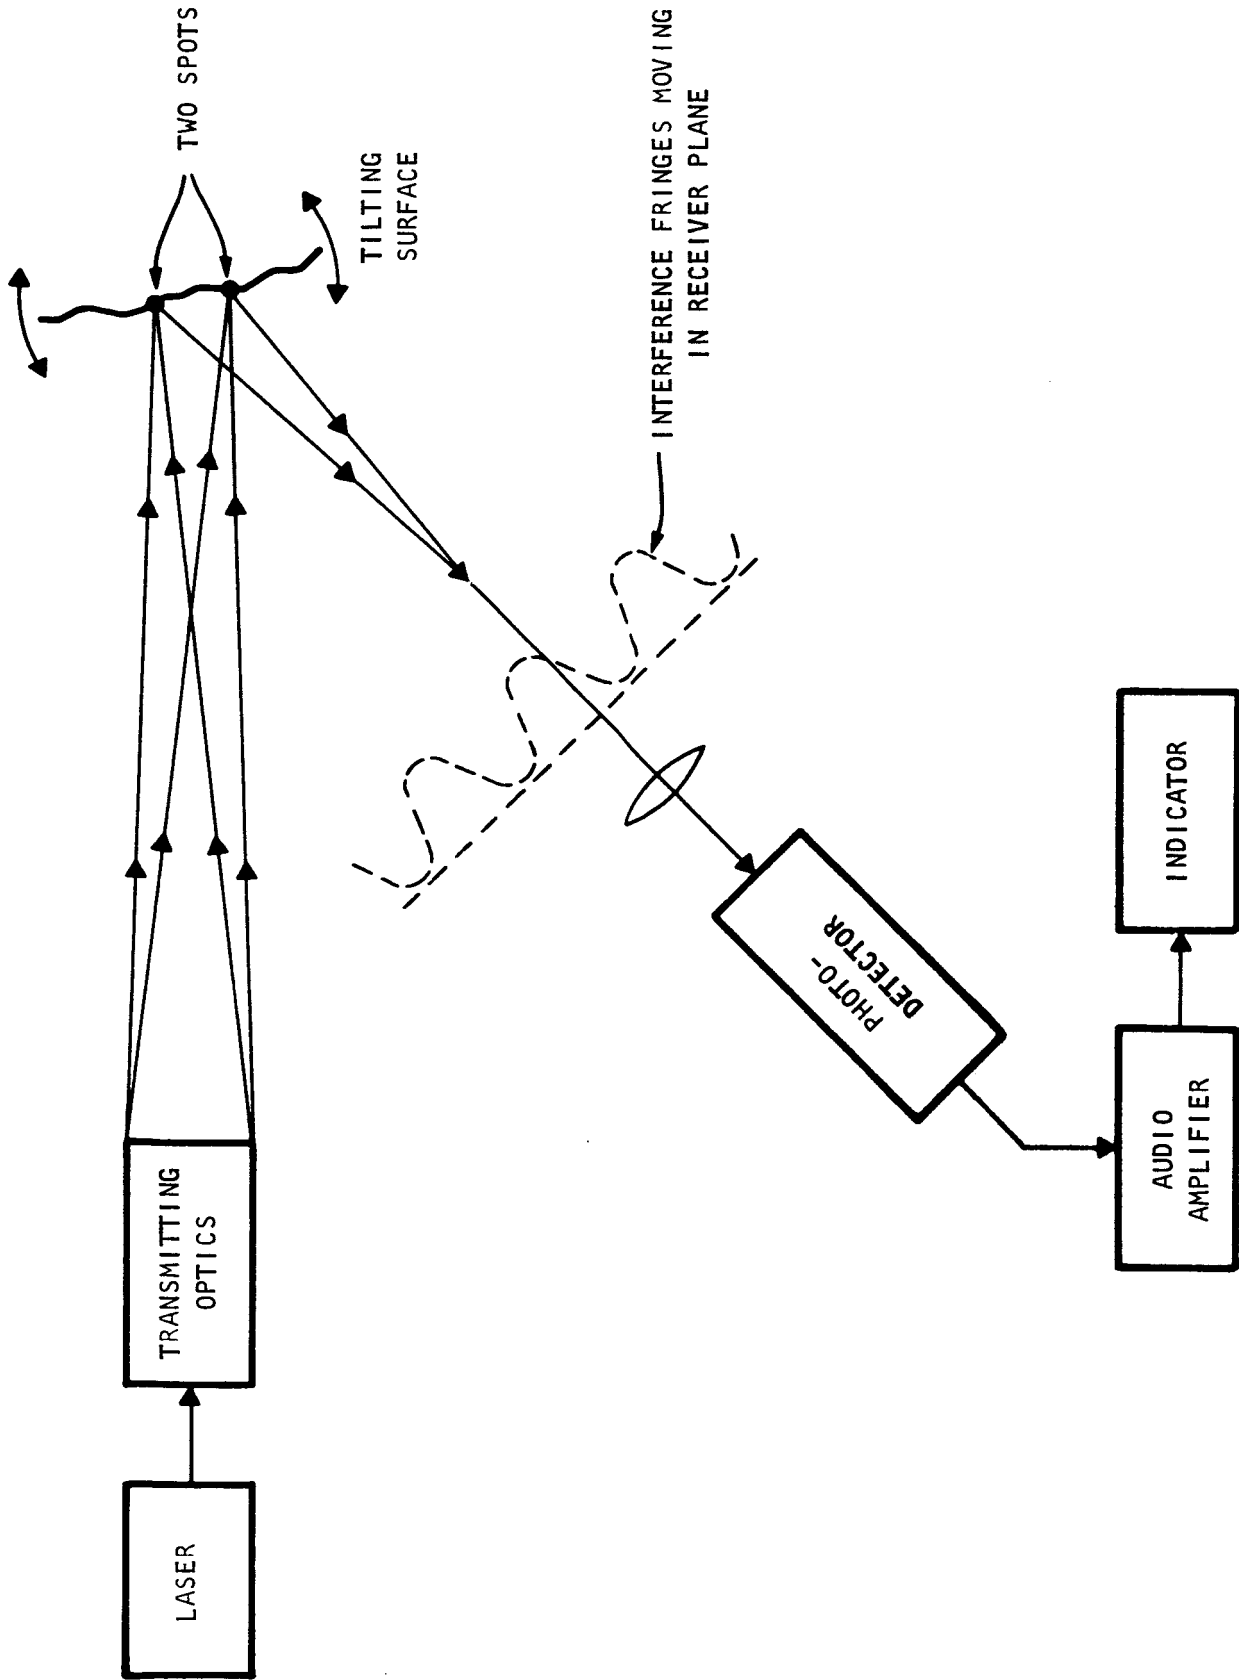 LASER
TRANSMITTING
OPTICS
TWO SPOTS
TILTING
SURFACE
INTERFERENCE FRINGES MOVING
IN RECEIVER PLANE
PHOTO-
DETECTOR
AUDIO
AMPLIFIER
INDICATOR